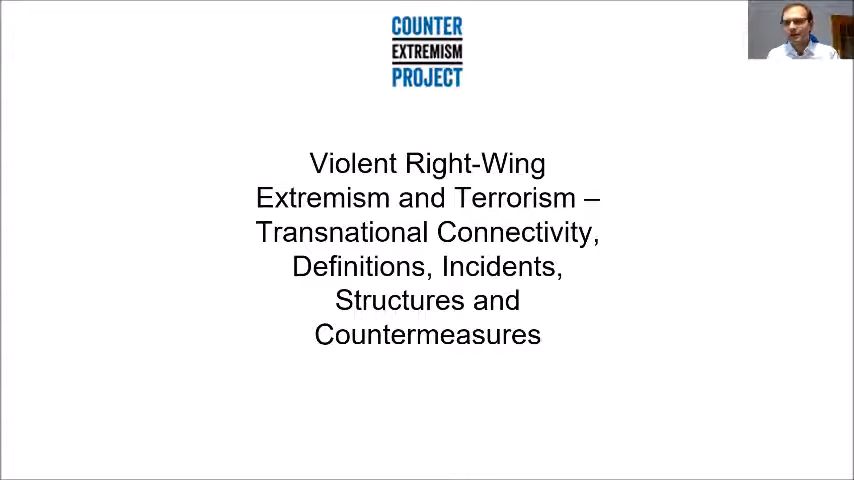 COUNTER
EXTREMISM
PROJECT
Violent Right-Wing
Extremism and Terrorism –
Transnational Connectivity,
Definitions, Incidents,
Structures and
Countermeasures